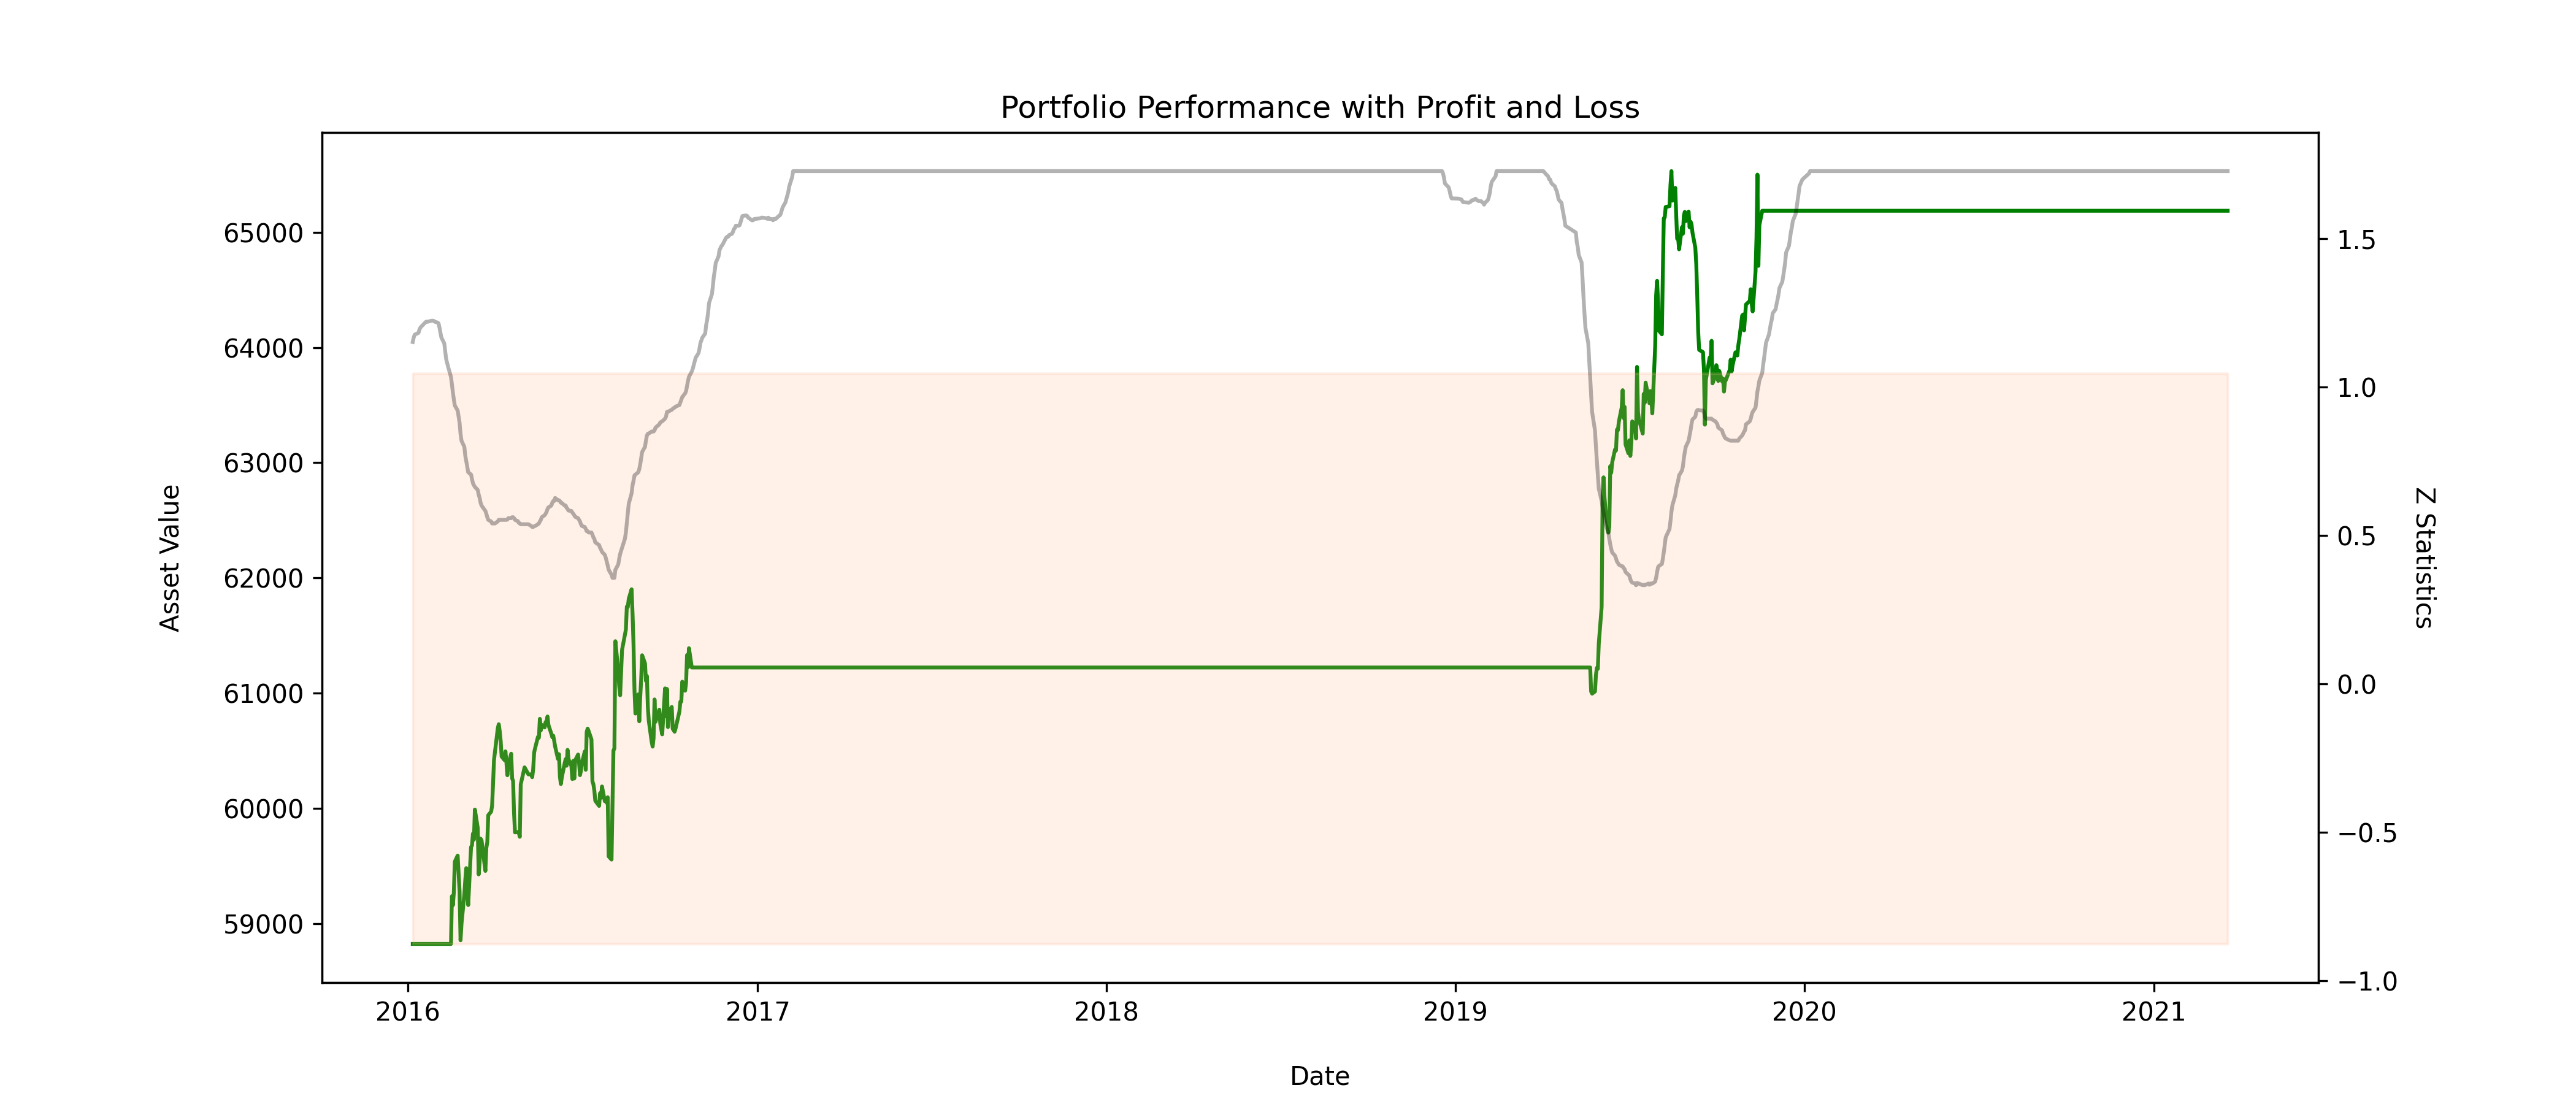 Portfolio Performance with Profit and Loss
65000
64000
63000
62000
61000
60000
59000
Asset Value
1.5
1.0
0.5
0.0
−0.5
−1.0
Z Statistics
2016 2017 2018 2019 2020 2021
Date